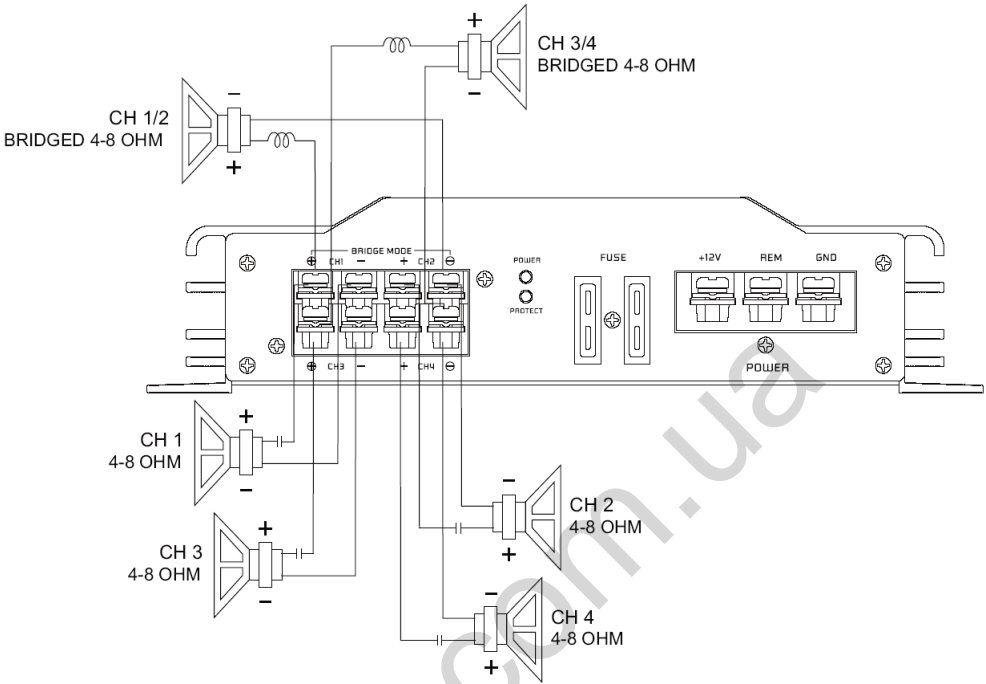 +
CH 3/4
BRIDGED 4-8 OHM
−
−
CH 1/2
BRIDGED 4-8 OHM
+
BRIDGE MODE
⊕ CH1 − + CH2 ⊖
POWER
PROTECT
FUSE
+12V REM GND
POWER
⊕ CH3 − + CH4 ⊖
+
CH 1
4-8 OHM
−
−
CH 2
4-8 OHM
+
+
CH 3
4-8 OHM
−
−
CH 4
4-8 OHM
+
com.ua